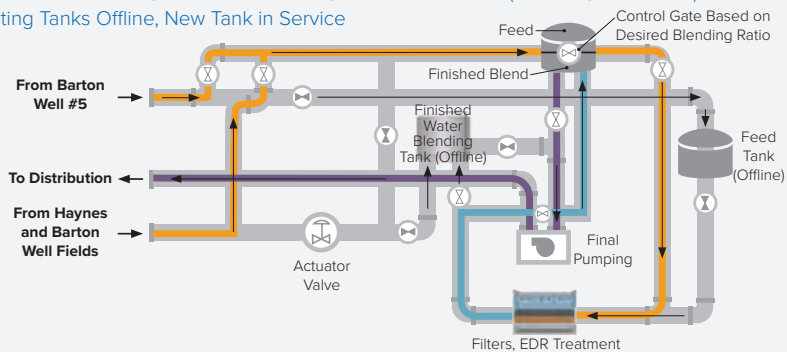 ting Tanks Offline, New Tank in Service
Feed
Control Gate Based on
Desired Blending Ratio
Finished Blend
From Barton
Well #5
Finished
Water
Blending
Tank (Offline)
Feed
Tank
(Offline)
To Distribution
From Haynes
and Barton
Well Fields
Actuator
Valve
Final
Pumping
Filters, EDR Treatment